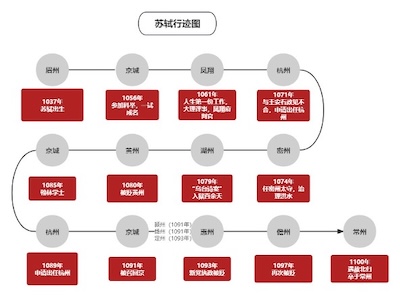 苏轼行迹图
眉州
京城
凤翔
杭州
1037年
苏轼出生
1056年
参加科举,一试
成名
1061年
人生第一份工作,
大理评事、凤翔府
判官
1071年
与王安石政见不
合,申请出任杭
州
京城
黄州
湖州
密州
1085年
翰林学士
1080年
被贬黄州
1079年
“乌台诗案”
入狱百余天
1074年
任密州太守,治
理洪水
杭州
京城
颍州(1091年)
扬州(1091年)
定州(1093年)
惠州
儋州
常州
1089年
申请出任杭州
1091年
被召回京
1093年
新党执政被贬
1097年
再次被贬
1100年
遇赦北归
卒于常州